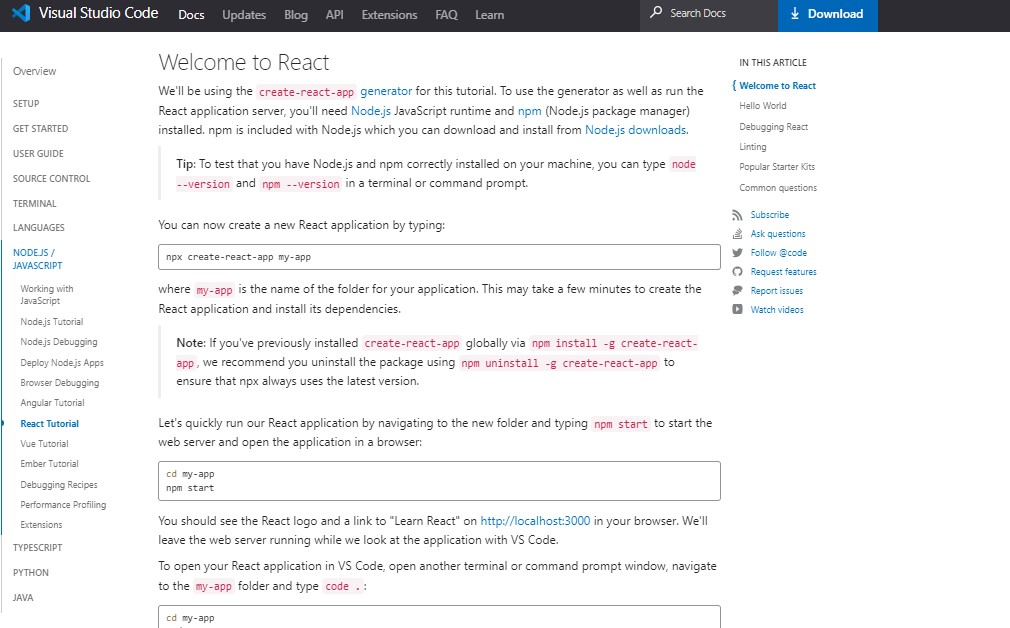 Visual Studio Code Docs Updates Blog API Extensions FAQ Learn Search Docs Download
Overview
SETUP
GET STARTED
USER GUIDE
SOURCE CONTROL
TERMINAL
LANGUAGES
NODE.JS /
JAVASCRIPT
Working with
JavaScript
Node.js Tutorial
Node.js Debugging
Deploy Node.js Apps
Browser Debugging
Angular Tutorial
React Tutorial
Vue Tutorial
Ember Tutorial
Debugging Recipes
Performance Profiling
Extensions
TYPESCRIPT
PYTHON
JAVA
Welcome to React
We'll be using the create-react-app generator for this tutorial. To use the generator as well as run the
React application server, you'll need Node.js JavaScript runtime and npm (Node.js package manager)
installed. npm is included with Node.js which you can download and install from Node.js downloads.
Tip: To test that you have Node.js and npm correctly installed on your machine, you can type node
--version and npm --version in a terminal or command prompt.
You can now create a new React application by typing:
npx create-react-app my-app
where my-app is the name of the folder for your application. This may take a few minutes to create the
React application and install its dependencies.
Note: If you've previously installed create-react-app globally via npm install -g create-react-
app, we recommend you uninstall the package using npm uninstall -g create-react-app to
ensure that npx always uses the latest version.
Let's quickly run our React application by navigating to the new folder and typing npm start to start the
web server and open the application in a browser:
cd my-app
npm start
You should see the React logo and a link to "Learn React" on http://localhost:3000 in your browser. We'll
leave the web server running while we look at the application with VS Code.
To open your React application in VS Code, open another terminal or command prompt window, navigate
to the my-app folder and type code .:
cd my-app
IN THIS ARTICLE
Welcome to React
Hello World
Debugging React
Linting
Popular Starter Kits
Common questions
Subscribe
Ask questions
Follow @code
Request features
Report issues
Watch videos